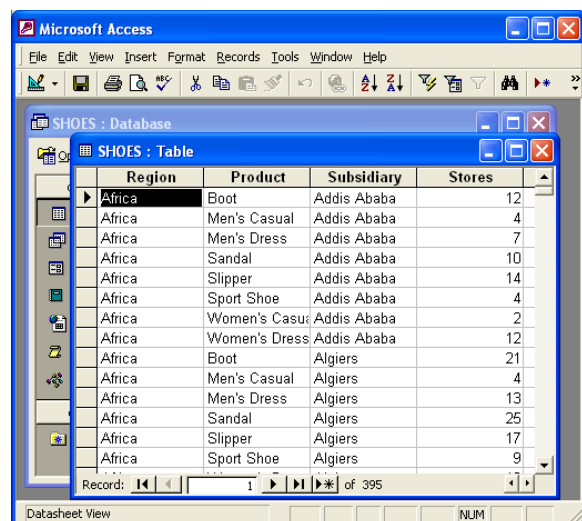 Microsoft Access
File Edit View Insert Format Records Tools Window Help
SHOES : Database
SHOES : Table
Region Product Subsidiary Stores
Africa Boot Addis Ababa 12
Africa Men's Casual Addis Ababa 4
Africa Men's Dress Addis Ababa 7
Africa Sandal Addis Ababa 10
Africa Slipper Addis Ababa 14
Africa Sport Shoe Addis Ababa 4
Africa Women's Casua Addis Ababa 2
Africa Women's Dress Addis Ababa 12
Africa Boot Algiers 21
Africa Men's Casual Algiers 4
Africa Men's Dress Algiers 13
Africa Sandal Algiers 25
Africa Slipper Algiers 17
Africa Sport Shoe Algiers 9
Record: 1 of 395
Datasheet View NUM